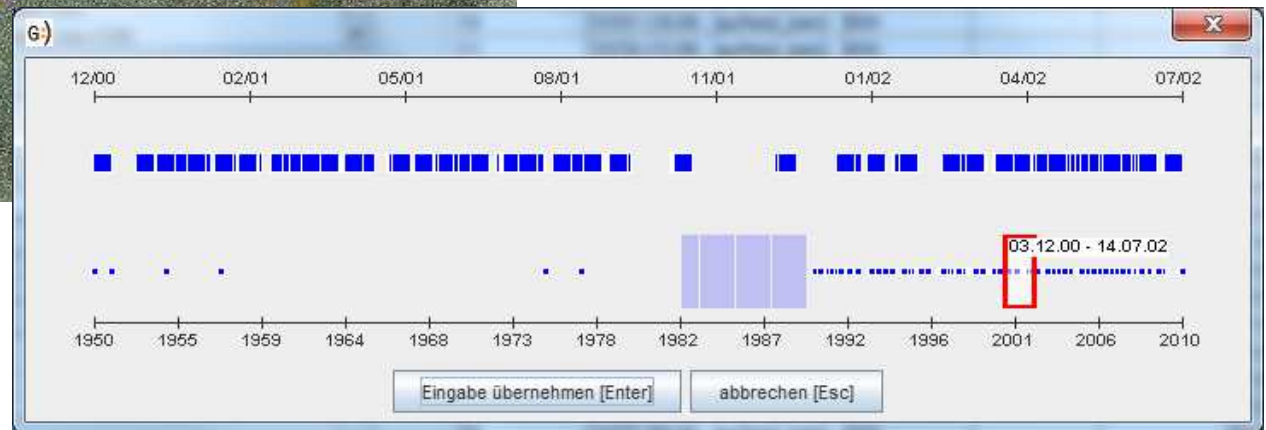 G:)
12/00 02/01 05/01 08/01 11/01 01/02 04/02 07/02
03.12.00 - 14.07.02
1950 1955 1959 1964 1968 1973 1978 1982 1987 1992 1996 2001 2006 2010
Eingabe übernehmen [Enter] abbrechen [Esc]